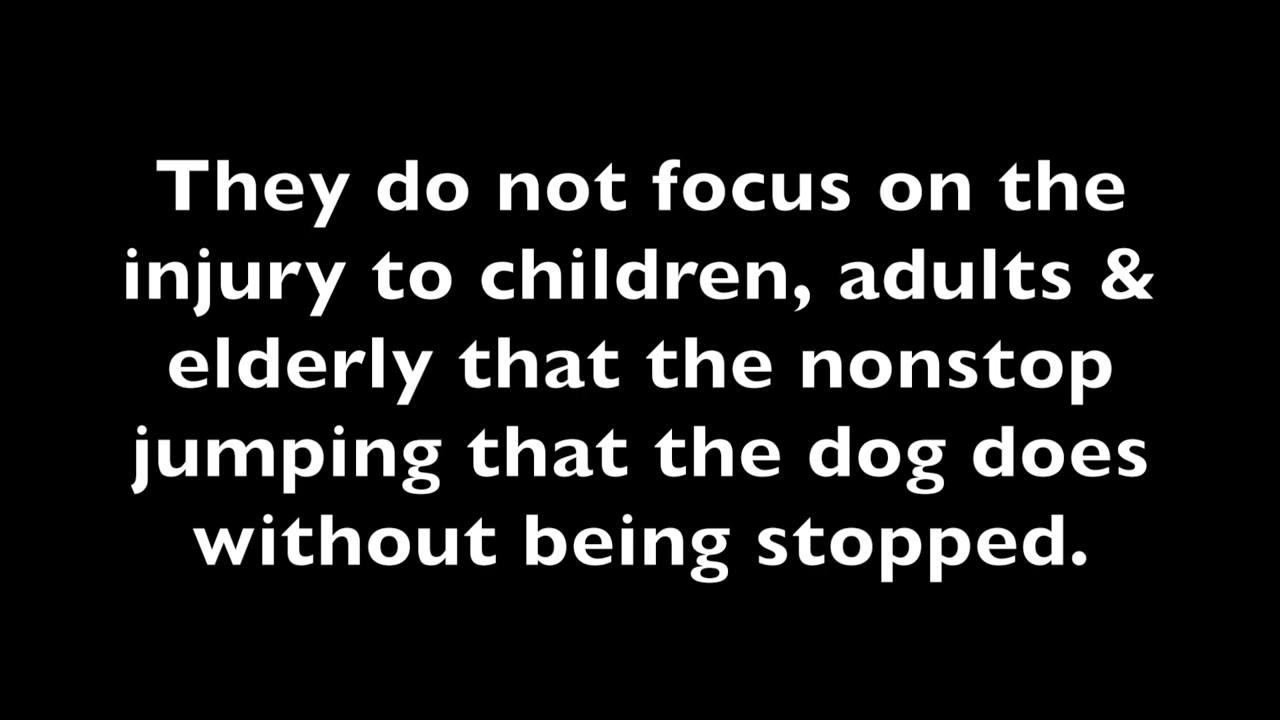 They do not focus on the
injury to children, adults &
elderly that the nonstop
jumping that the dog does
without being stopped.